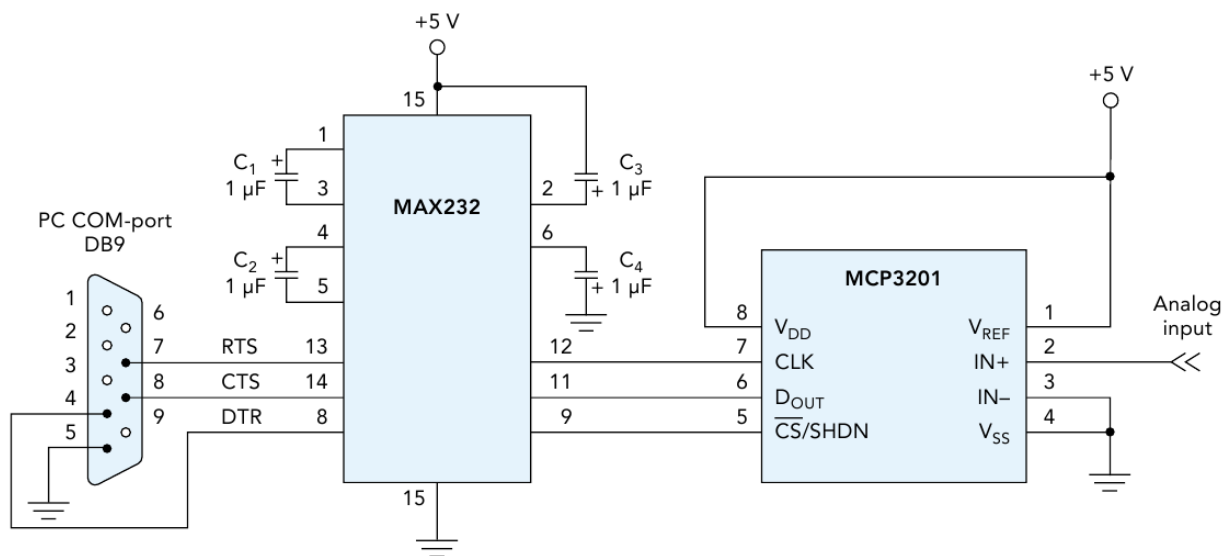 +5 V
15
1
C1 +
1 µF
3
MAX232
2
C3
+ 1 µF
4
C2 +
1 µF
5
6
C4
+ 1 µF
15
PC COM-port
DB9
1
2
3
4
5
6
7
8
9
RTS 13
CTS 14
DTR 8
12
11
9
+5 V
MCP3201
8
7
6
5
VDD
CLK
DOUT
C̅S̅/SHDN
VREF
IN+
IN–
VSS
1
2
3
4
Analog
input